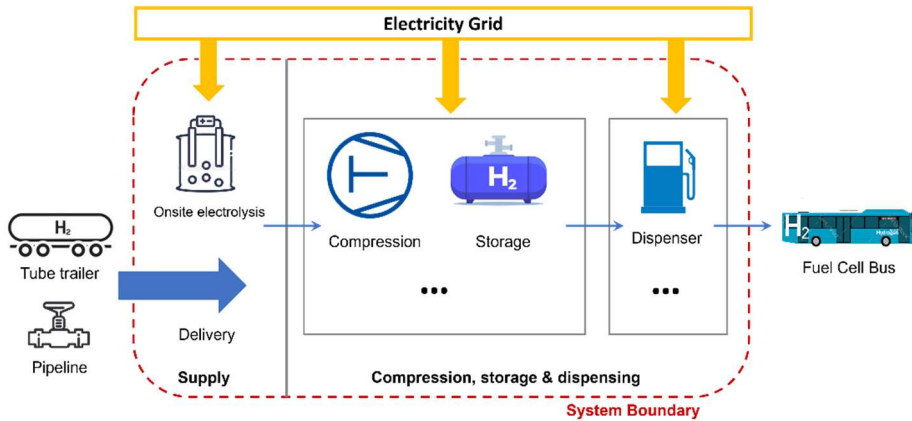 Electricity Grid
Onsite electrolysis
H₂
Tube trailer
Pipeline
Delivery
Supply
Compression
H₂
Storage
...
Dispenser
...
Compression, storage & dispensing
System Boundary
H₂
Fuel Cell Bus